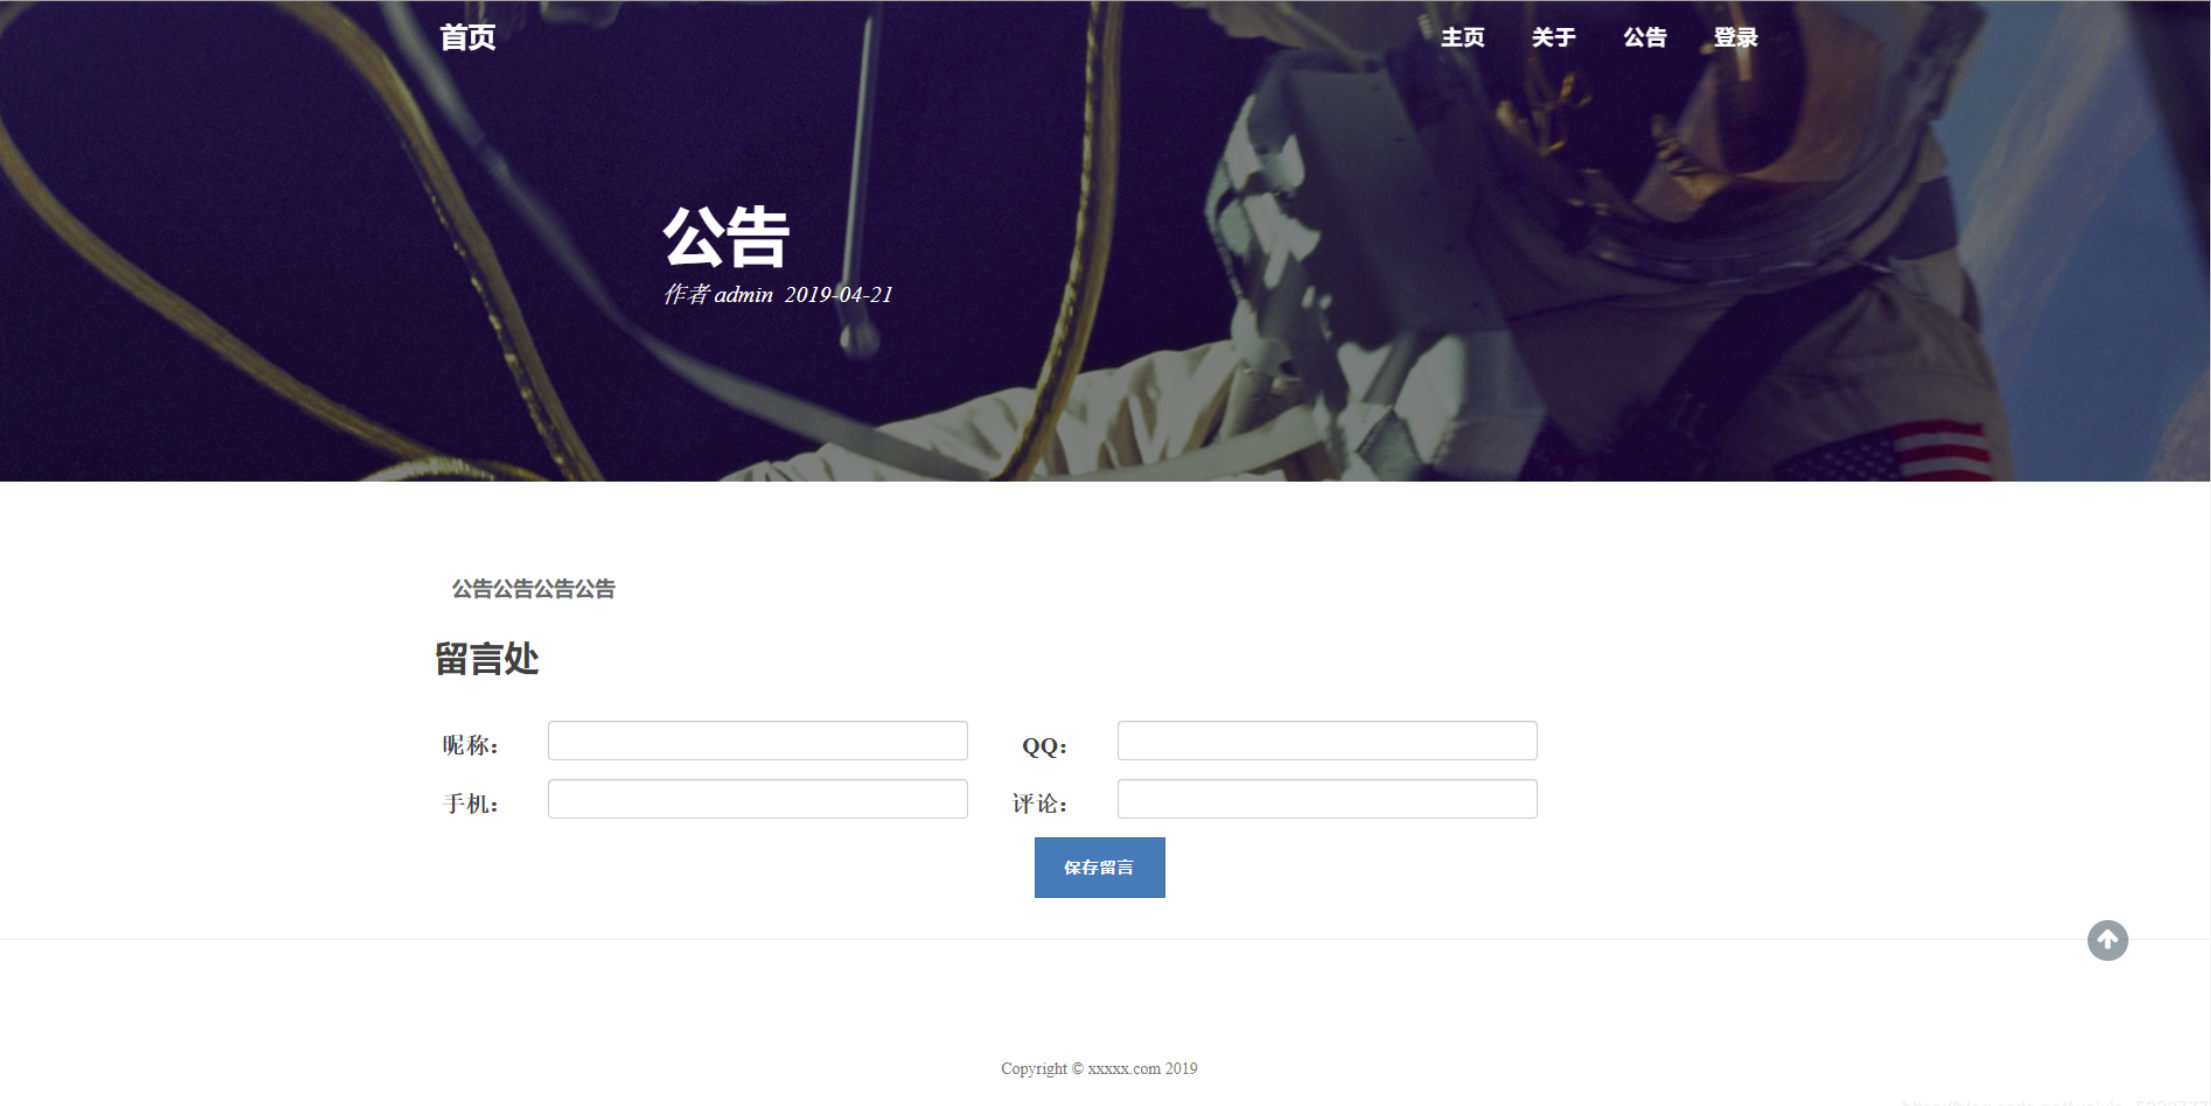 首页 主页 关于 公告 登录
公告
作者 admin 2019-04-21
公告公告公告公告
留言处
昵称： QQ：
手机： 评论：
保存留言
Copyright © xxxxx.com 2019